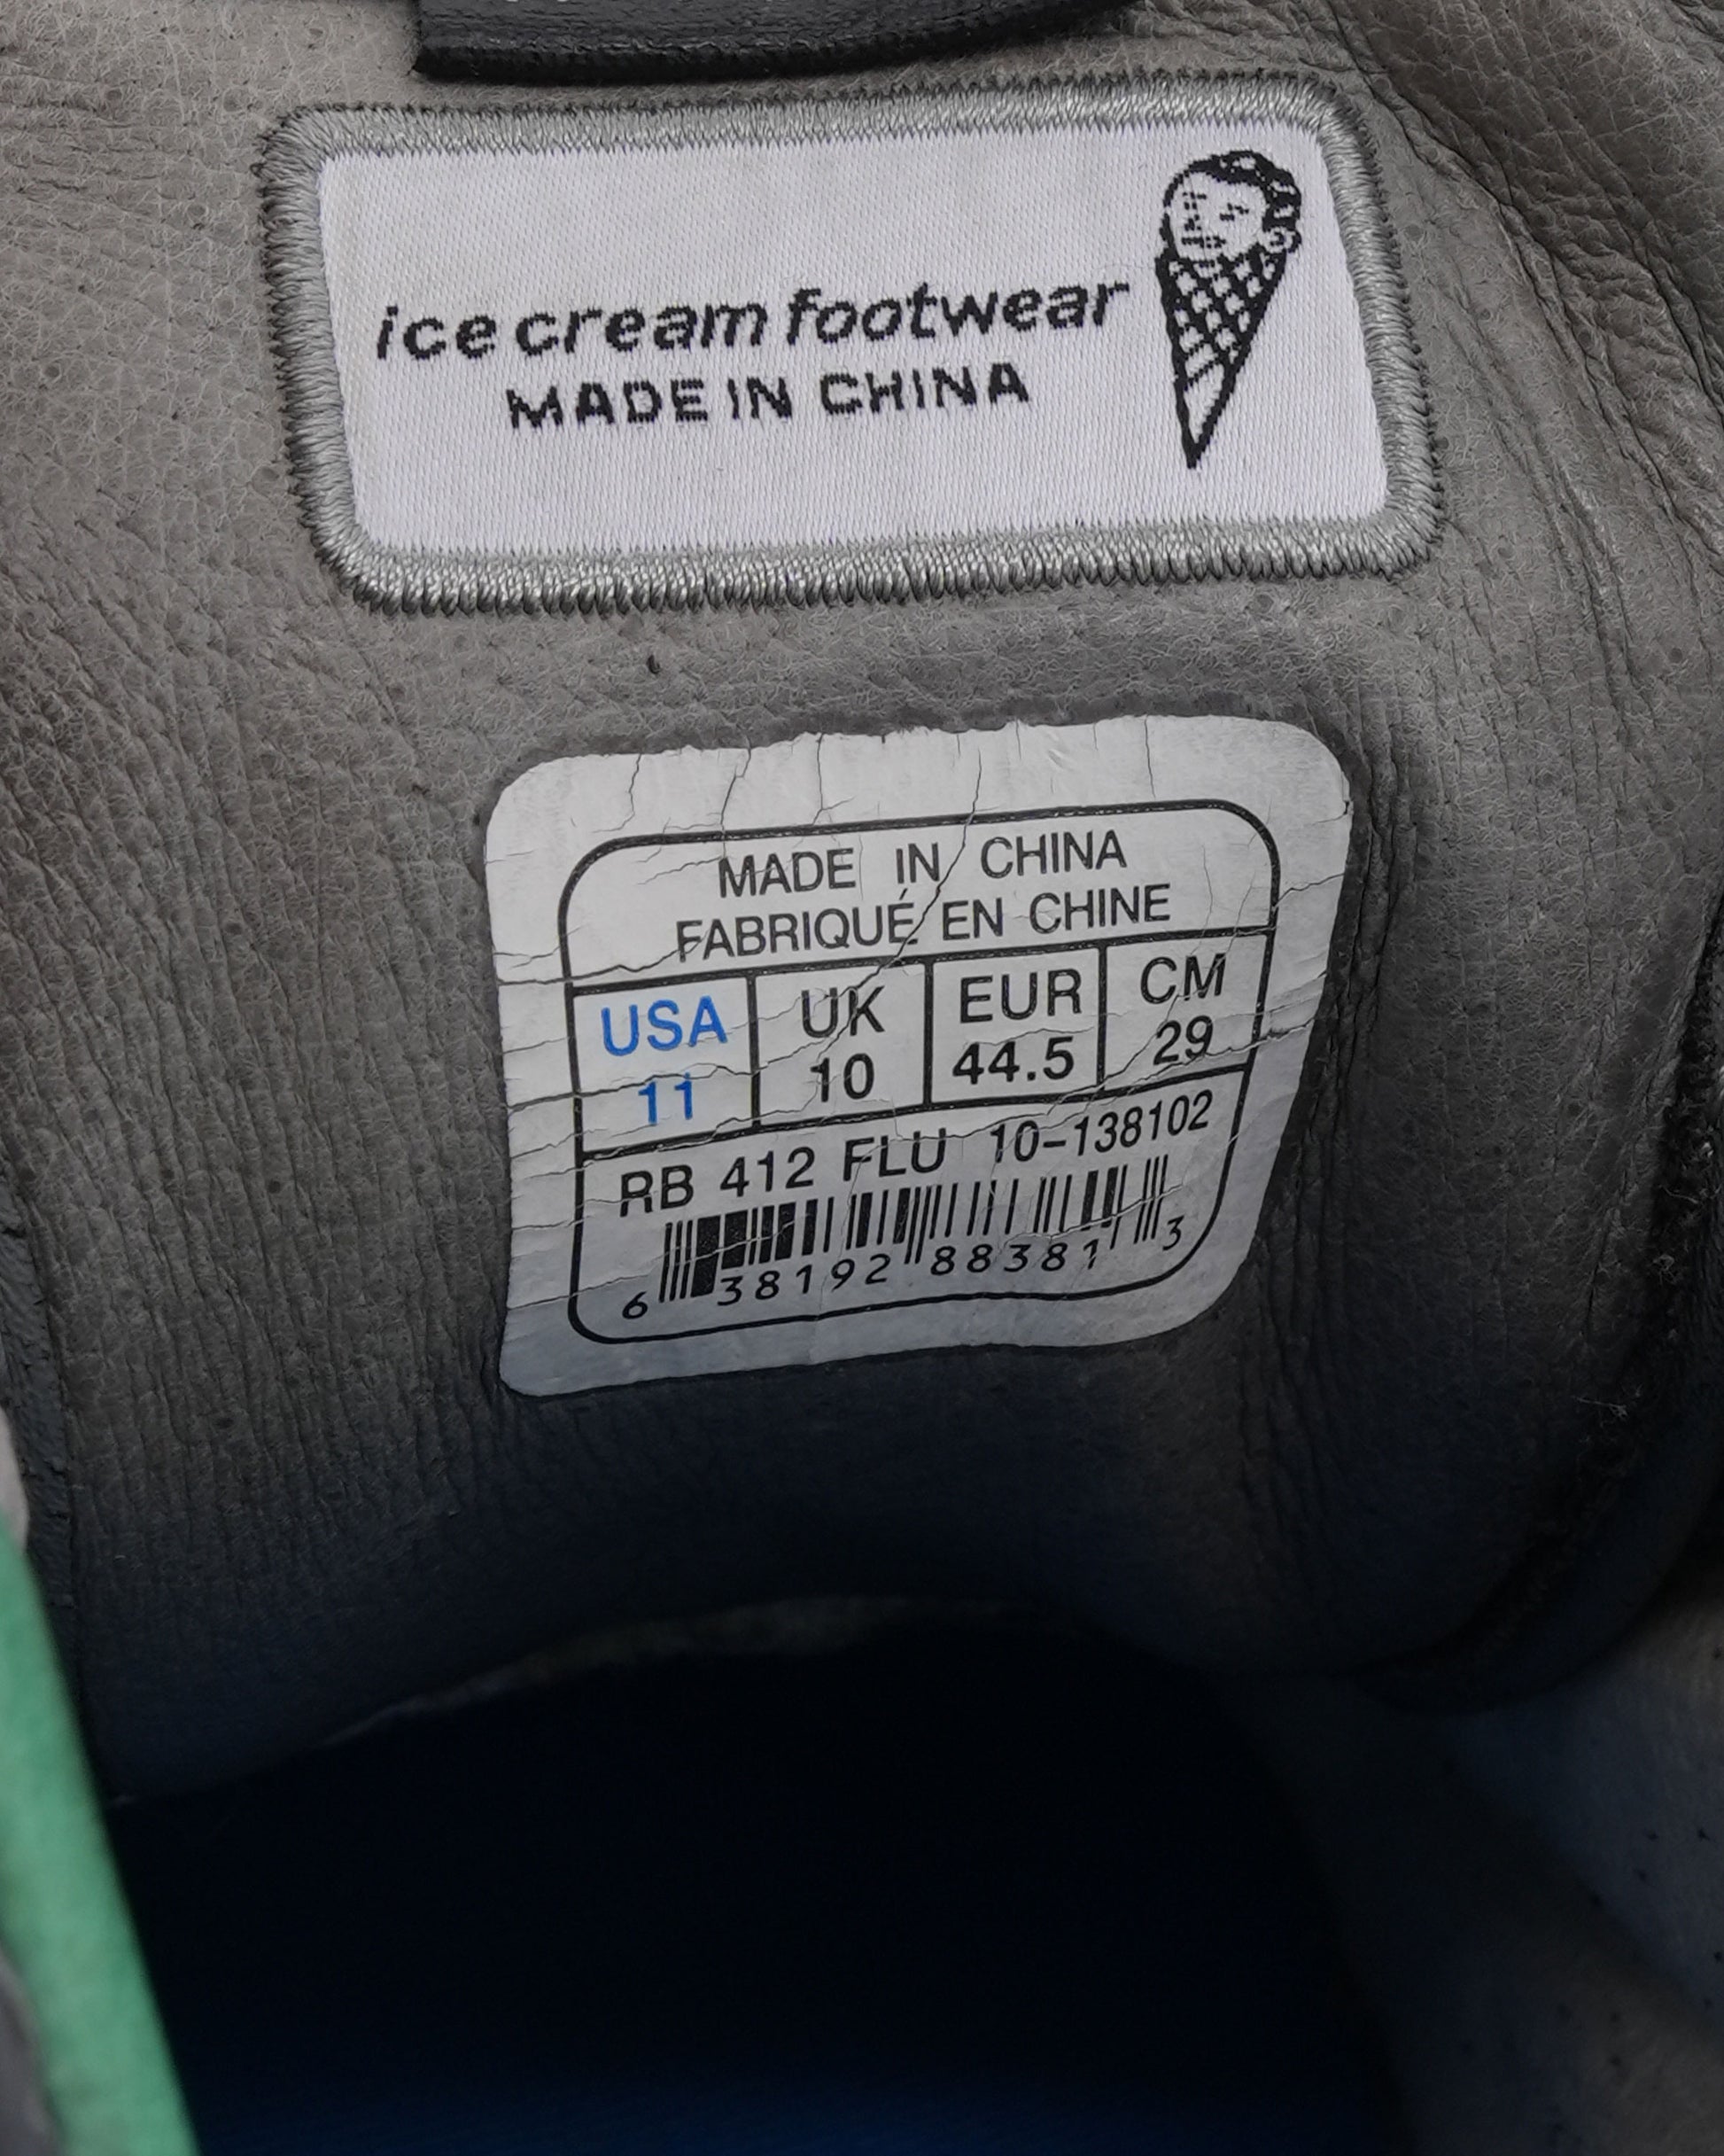 ice cream footwear
MADE IN CHINA
MADE IN CHINA
FABRIQUÉ EN CHINE
USA UK EUR CM
11 10 44.5 29
RB 412 FLU 10-138102
6 38192 88381 3